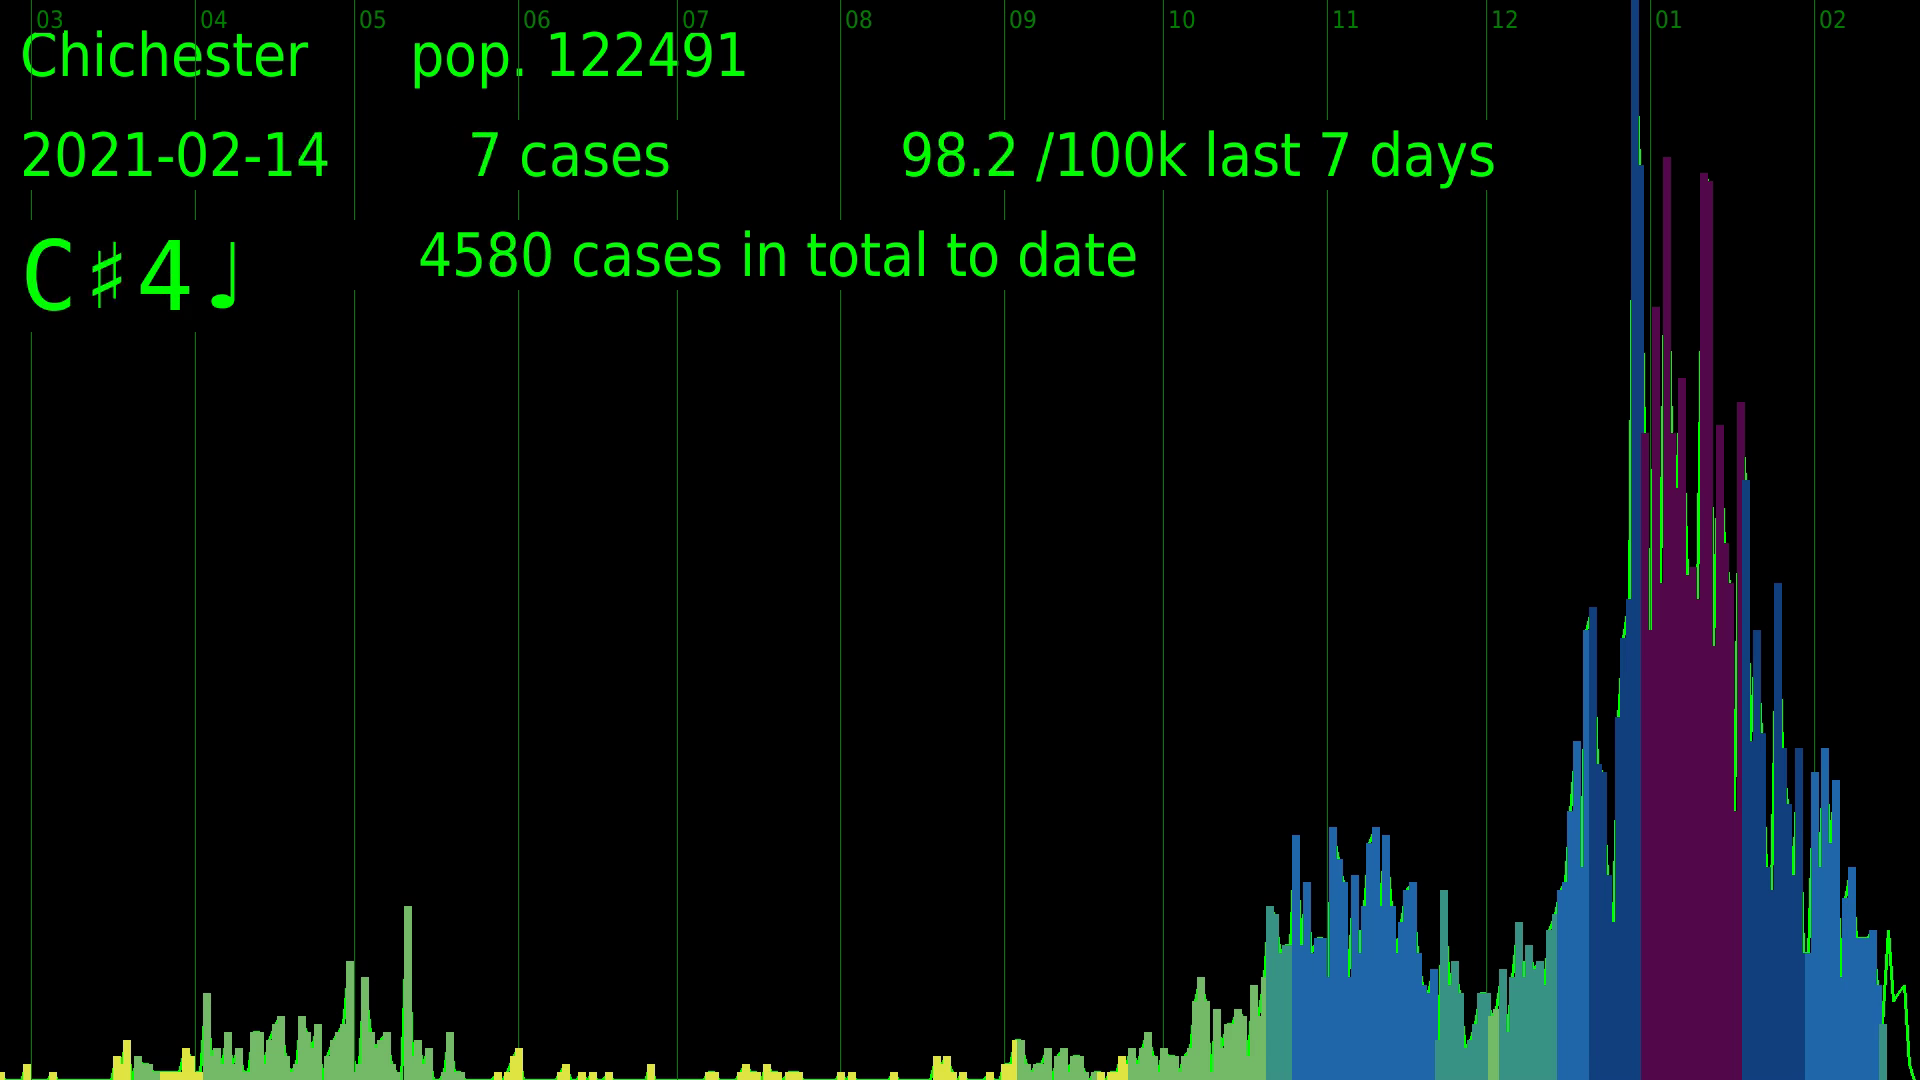 03 04 05 06 07 08 09 10 11 12 01 02
Chichester pop. 122491
2021-02-14 7 cases 98.2 /100k last 7 days
C♯4♩ 4580 cases in total to date